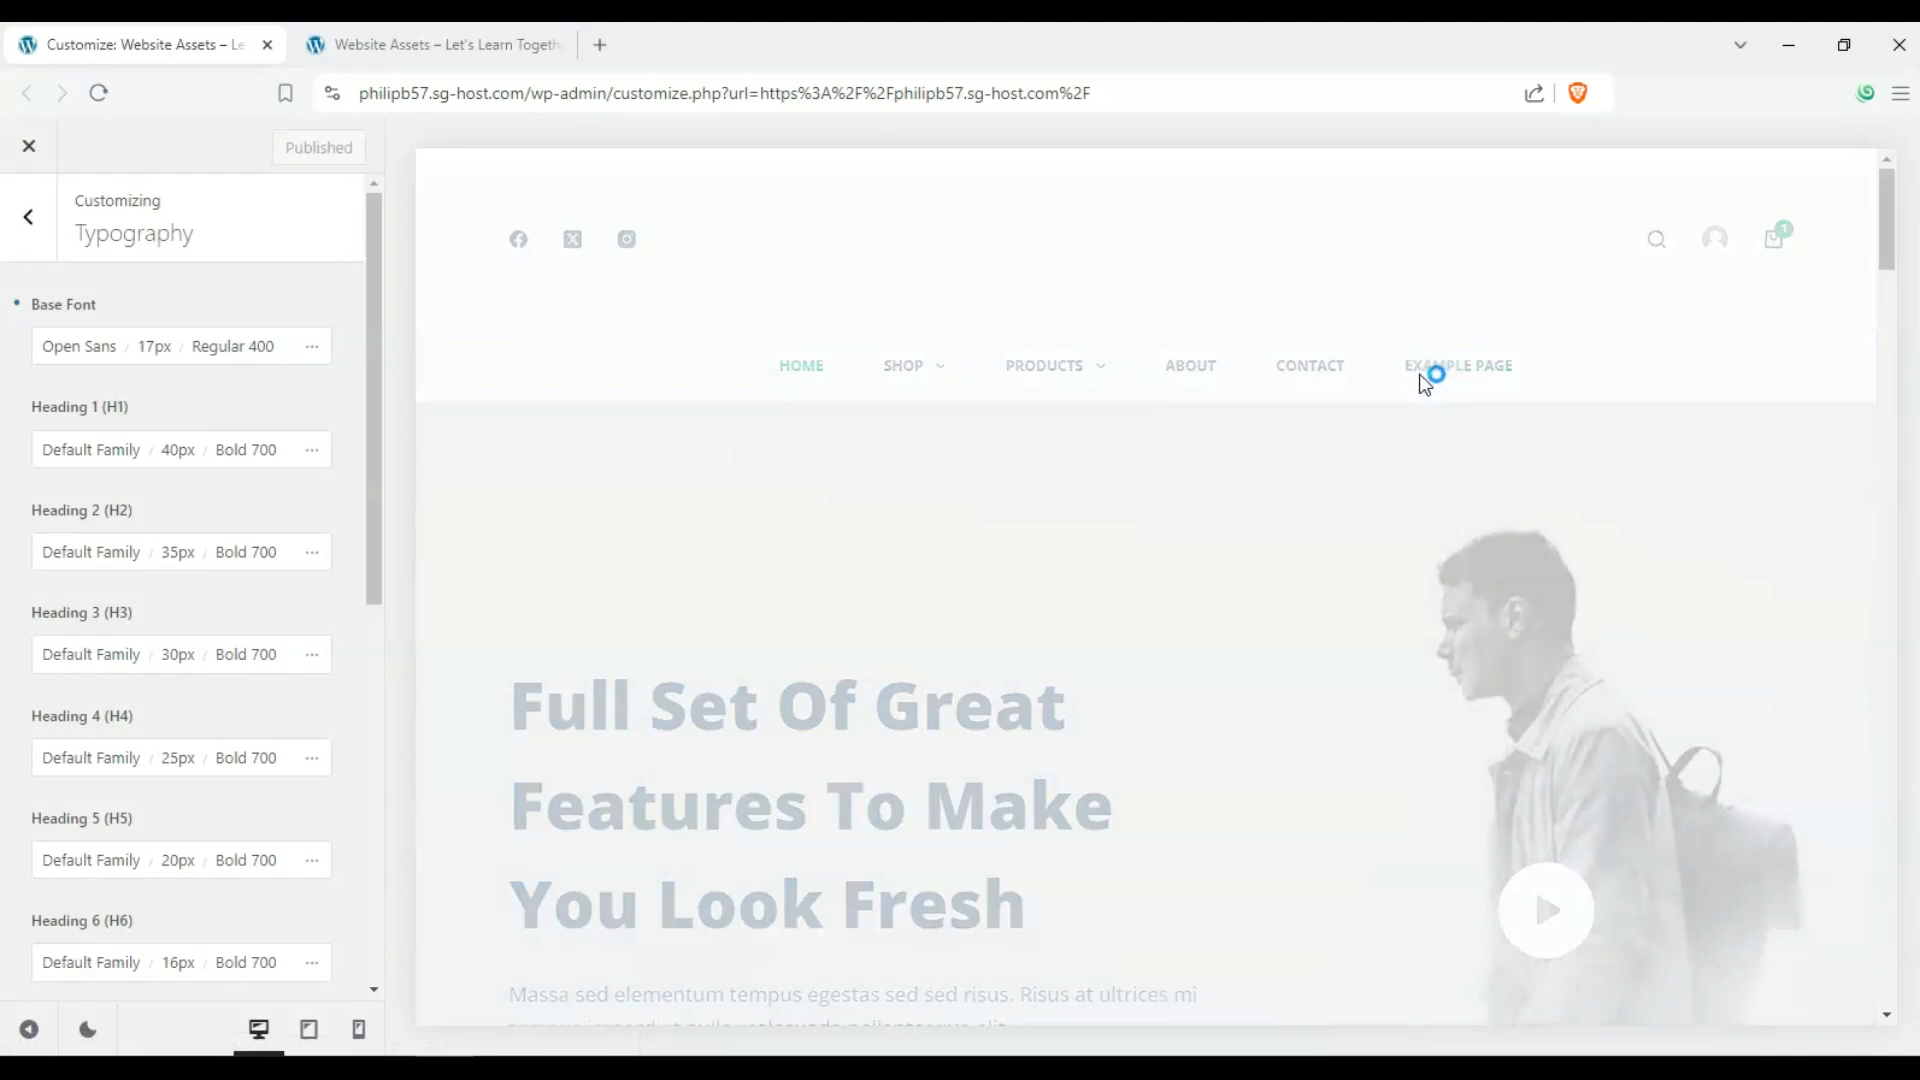 Customize: Website Assets – Le
Website Assets – Let's Learn Togeth
philipb57.sg-host.com/wp-admin/customize.php?url=https%3A%2F%2Fphilipb57.sg-host.com%2F
Published
Customizing
Typography
Base Font
Open Sans / 17px / Regular 400 ...
Heading 1 (H1)
Default Family / 40px / Bold 700 ...
Heading 2 (H2)
Default Family / 35px / Bold 700 ...
Heading 3 (H3)
Default Family / 30px / Bold 700 ...
Heading 4 (H4)
Default Family / 25px / Bold 700 ...
Heading 5 (H5)
Default Family / 20px / Bold 700 ...
Heading 6 (H6)
Default Family / 16px / Bold 700 ...
1
HOME SHOP PRODUCTS ABOUT CONTACT EXAMPLE PAGE
Full Set Of Great
Features To Make
You Look Fresh
Massa sed elementum tempus egestas sed sed risus. Risus at ultrices mi